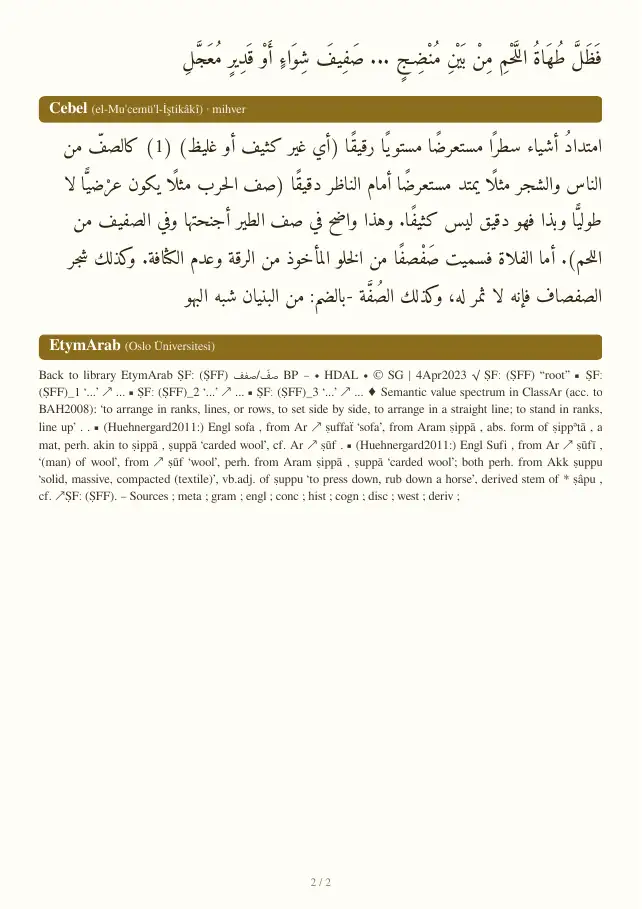 فَظَلَّ طُهَاةُ اللَّحْمِ مِنْ بَيْنِ مُنْضِجٍ ... صَفِيفَ شِوَاءٍ أَوْ قَدِيرٍ مُعَجَّلِ
Cebel (el-Mu'cemü'l-İştikâkî) · mihver
امتدادُ أشياء سطرًا مستعرضًا مستويًا رقيقًا (أي غير كثيف أو غليظ) (1) كالصفّ من
الناس والشجر مثلًا يمتد مستعرضًا أمام الناظر دقيقًا (صف الحرب مثلًا يكون عرْضيًّا لا
طوليًّا وبذا فهو دقيق ليس كثيفًا. وهذا واضح في صف الطير أجنحتها وفي الصفيف من
اللحم). أما الفلاة فسميت صَفْصفًا من الخلو المأخوذ من الرقة وعدم الكثافة. وكذلك شجر
الصفصاف فإنه لا ثمر له، وكذلك الصُفَّة -بالضم: من البنيان شبه البهو
EtymArab (Oslo Üniversitesi)
Back to library EtymArab ṢF: (ṢFF) صفّ/صفف BP – • HDAL • © SG | 4Apr2023 √ ṢF: (ṢFF) “root” ▪ ṢF:
(ṢFF)_1 ‘...’ ↗ ... ▪ ṢF: (ṢFF)_2 ‘...’ ↗ ... ▪ ṢF: (ṢFF)_3 ‘...’ ↗ ... ♦ Semantic value spectrum in ClassAr (acc. to
BAH2008): ‘to arrange in ranks, lines, or rows, to set side by side, to arrange in a straight line; to stand in ranks,
line up’ . . ▪ (Huehnergard2011:) Engl sofa , from Ar ↗ ṣuffaẗ ‘sofa’, from Aram ṣippā , abs. form of ṣippᵊtā , a
mat, perh. akin to ṣippā , ṣuppā ‘carded wool’, cf. Ar ↗ ṣūf . ▪ (Huehnergard2011:) Engl Sufi , from Ar ↗ ṣūfī ,
‘(man) of wool’, from ↗ ṣūf ‘wool’, perh. from Aram ṣippā , ṣuppā ‘carded wool’; both perh. from Akk ṣuppu
‘solid, massive, compacted (textile)’, vb.adj. of ṣuppu ‘to press down, rub down a horse’, derived stem of * ṣâpu ,
cf. ↗ṢF: (ṢFF). – Sources ; meta ; gram ; engl ; conc ; hist ; cogn ; disc ; west ; deriv ;
2 / 2